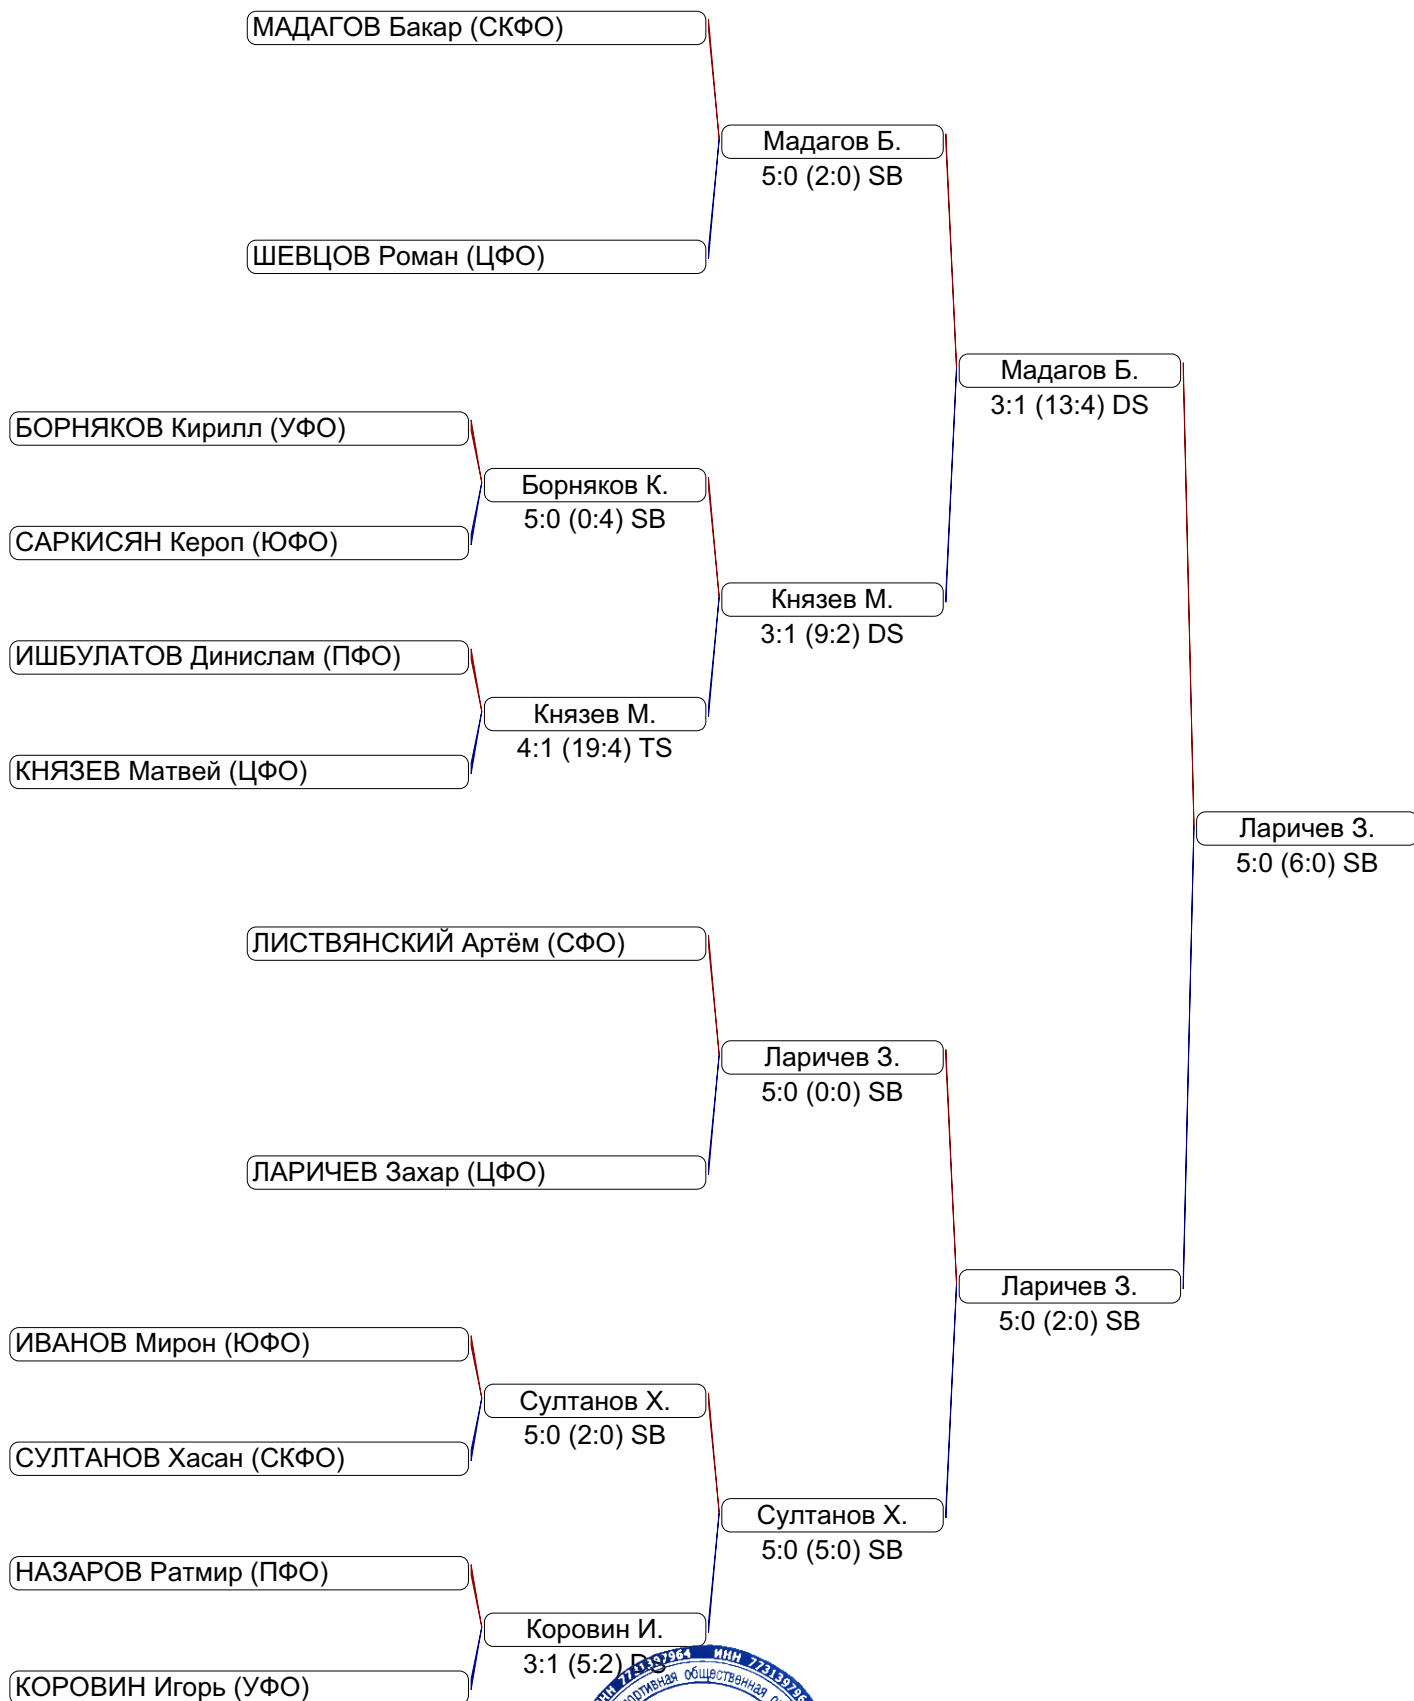 МАДАГОВ Бакар (СКФО)
Мадагов Б.
5:0 (2:0) SB
ШЕВЦОВ Роман (ЦФО)
Мадагов Б.
3:1 (13:4) DS
БОРНЯКОВ Кирилл (УФО)
Борняков К.
5:0 (0:4) SB
САРКИСЯН Кероп (ЮФО)
Князев М.
3:1 (9:2) DS
ИШБУЛАТОВ Динислам (ПФО)
Князев М.
4:1 (19:4) TS
КНЯЗЕВ Матвей (ЦФО)
Ларичев З.
5:0 (6:0) SB
ЛИСТВЯНСКИЙ Артём (СФО)
Ларичев З.
5:0 (0:0) SB
ЛАРИЧЕВ Захар (ЦФО)
Ларичев З.
5:0 (2:0) SB
ИВАНОВ Мирон (ЮФО)
Султанов Х.
5:0 (2:0) SB
СУЛТАНОВ Хасан (СКФО)
Султанов Х.
5:0 (5:0) SB
НАЗАРОВ Ратмир (ПФО)
Коровин И.
3:1 (5:2) DS
КОРОВИН Игорь (УФО)
ИНН 7731397964
общественная